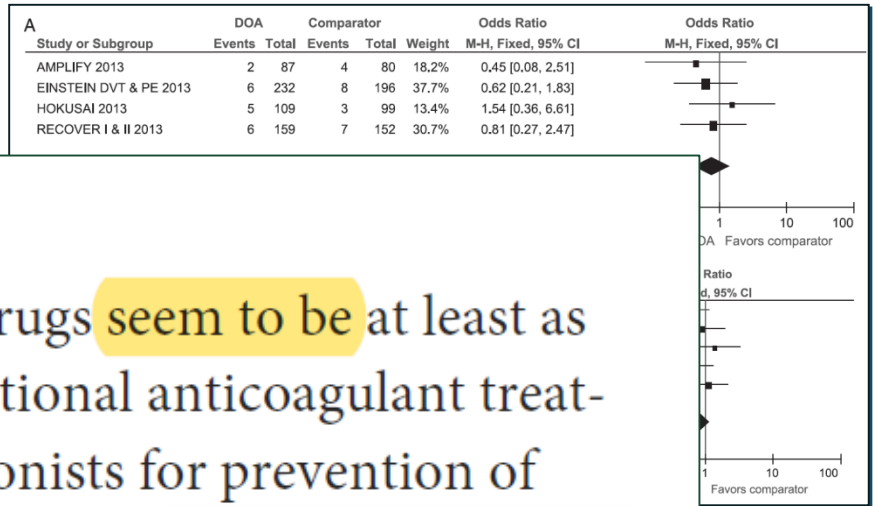 A
DOA Comparator Odds Ratio Odds Ratio
Study or Subgroup Events Total Events Total Weight M-H, Fixed, 95% CI M-H, Fixed, 95% CI
AMPLIFY 2013 2 87 4 80 18.2% 0.45 [0.08, 2.51]
EINSTEIN DVT & PE 2013 6 232 8 196 37.7% 0.62 [0.21, 1.83]
HOKUSAI 2013 5 109 3 99 13.4% 1.54 [0.36, 6.61]
RECOVER I & II 2013 6 159 7 152 30.7% 0.81 [0.27, 2.47]
1 10 100
OA Favors comparator
Ratio
d, 95% CI
1 10 100
Favors comparator
rugs seem to be at least as
tional anticoagulant treat-
onists for prevention of